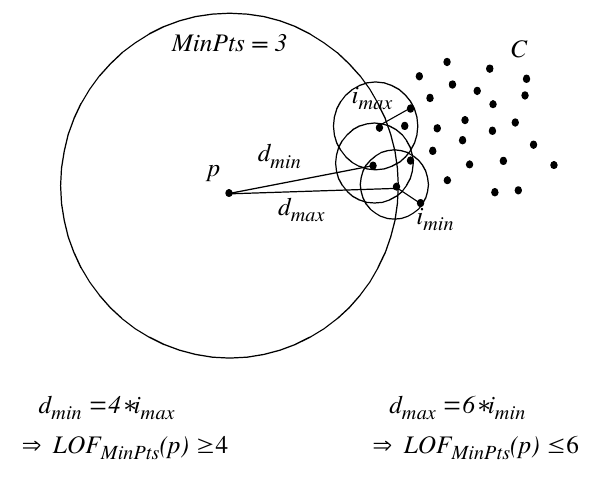 MinPts = 3
C
i_max
d_min
p
d_max
i_min
d_min =4*i_max
⇒ LOF_MinPts(p) ≥4
d_max =6*i_min
⇒ LOF_MinPts(p) ≤6